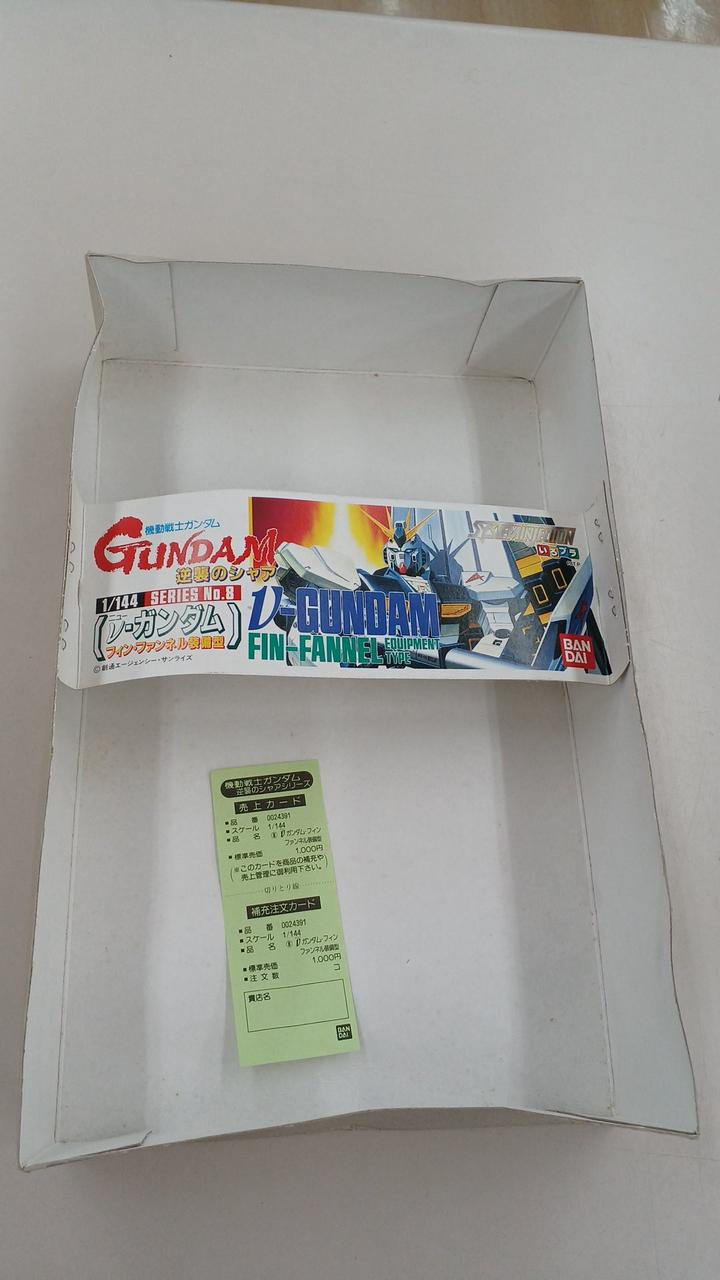 機動戦士ガンダム
GUNDAM
逆襲のシャア
1/144 SERIES No.8
ニュー
ν-ガンダム
フィン・ファンネル装備型
©創通エージェンシー・サンライズ
ν-GUNDAM
FIN-FANNEL EQUIPMENT TYPE
SYSTEMINJECTION
いろプラ
BAN
DAI
機動戦士ガンダム
逆襲のシャアシリーズ
売上カード
■品 番 0024391
■スケール 1/144
■品 名 ⑧νガンダム・フィン
ファンネル装備型
■標準売価 1,000円
(※このカードを商品の補充や
売上管理に御利用下さい。)
切りとり線
補充注文カード
■品 番 0024391
■スケール 1/144
■品 名 ⑧νガンダム・フィン
ファンネル装備型
■標準売価 1,000円
■注文数 コ
貴店名
BAN
DAI